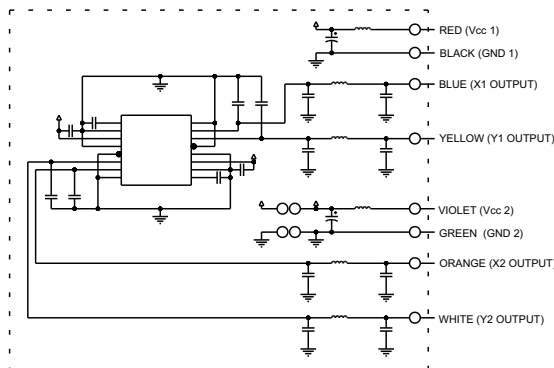 RED (Vcc 1)
BLACK (GND 1)
BLUE (X1 OUTPUT)
YELLOW (Y1 OUTPUT)
VIOLET (Vcc 2)
GREEN (GND 2)
ORANGE (X2 OUTPUT)
WHITE (Y2 OUTPUT)